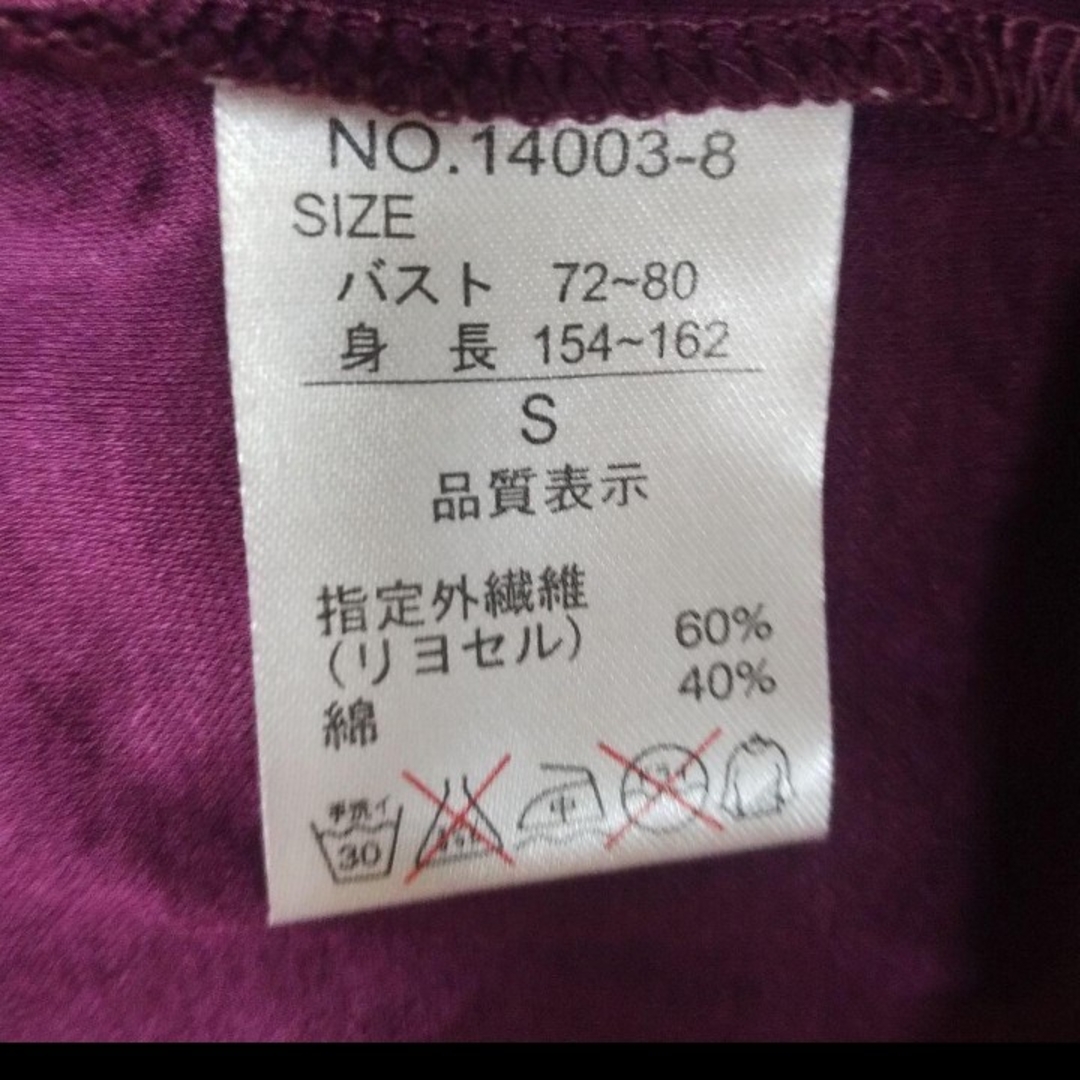 NO.14003-8
SIZE
バスト 72~80
身 長 154~162
S
品質表示
指定外繊維
(リヨセル) 60%
綿 40%
手洗イ
30
中